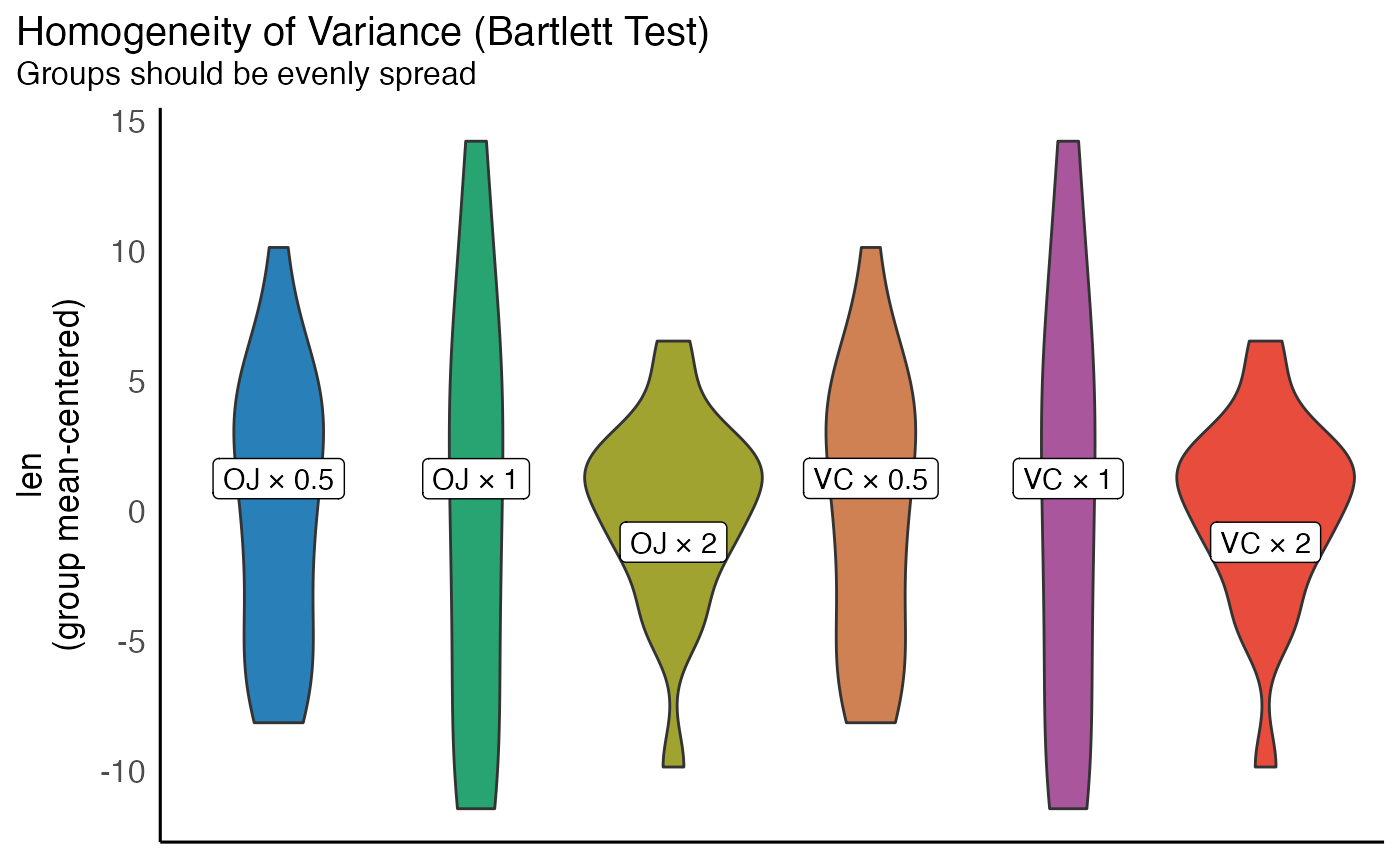 Homogeneity of Variance (Bartlett Test)
Groups should be evenly spread
15
10
5
0
-5
-10
len
(group mean-centered)
OJ × 0.5
OJ × 1
OJ × 2
VC × 0.5
VC × 1
VC × 2